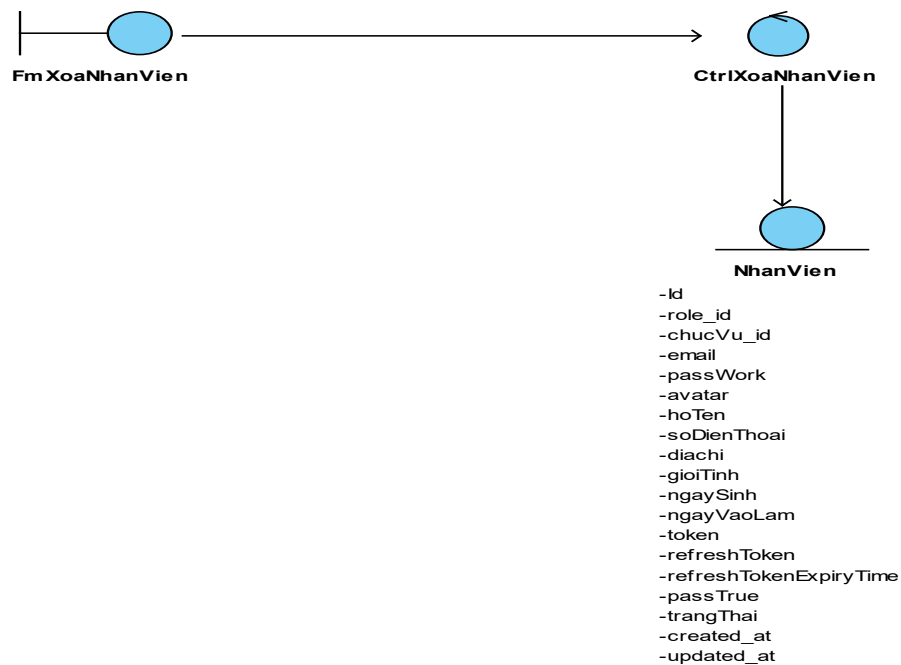 FmXoaNhanVien
CtrlXoaNhanVien
NhanVien
-Id
-role_id
-chucVu_id
-email
-passWork
-avatar
-hoTen
-soDienThoai
-diachi
-gioiTinh
-ngaySinh
-ngayVaoLam
-token
-refreshToken
-refreshTokenExpiryTime
-passTrue
-trangThai
-created_at
-updated_at